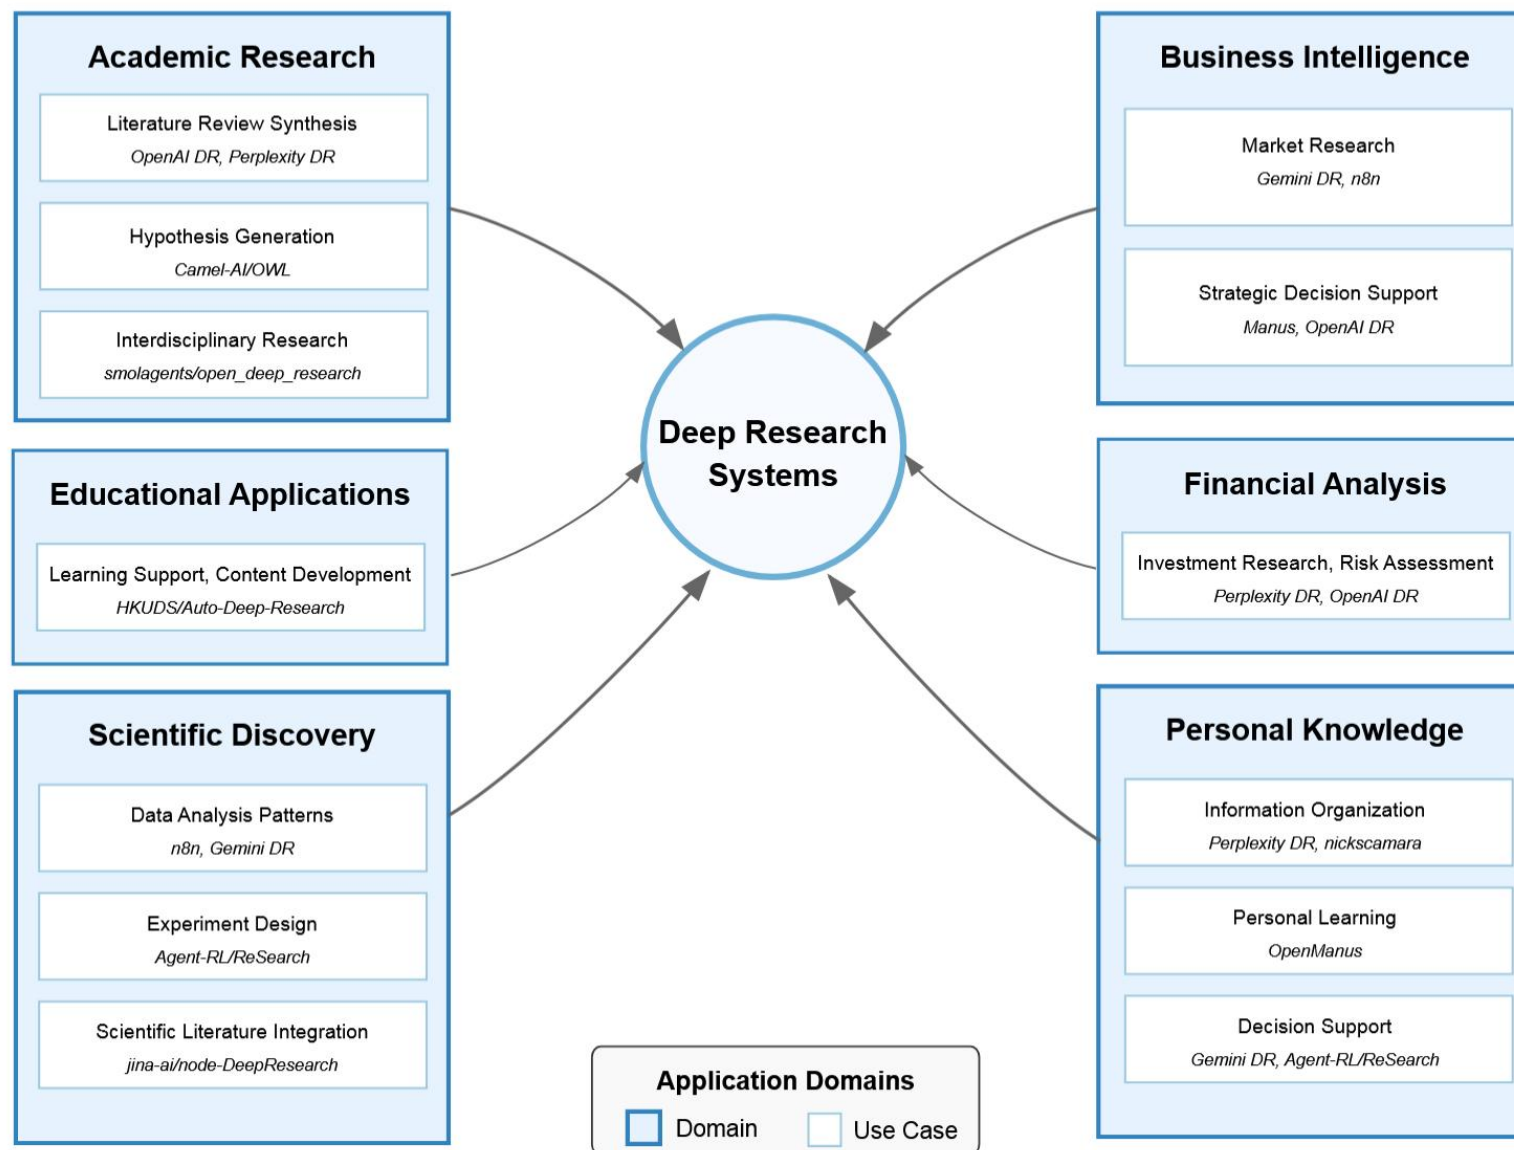 Academic Research
Literature Review Synthesis
OpenAI DR, Perplexity DR
Hypothesis Generation
Camel-AI/OWL
Interdisciplinary Research
smolagents/open_deep_research
Educational Applications
Learning Support, Content Development
HKUDS/Auto-Deep-Research
Scientific Discovery
Data Analysis Patterns
n8n, Gemini DR
Experiment Design
Agent-RL/ReSearch
Scientific Literature Integration
jina-ai/node-DeepResearch
Deep Research
Systems
Business Intelligence
Market Research
Gemini DR, n8n
Strategic Decision Support
Manus, OpenAI DR
Financial Analysis
Investment Research, Risk Assessment
Perplexity DR, OpenAI DR
Personal Knowledge
Information Organization
Perplexity DR, nickscamara
Personal Learning
OpenManus
Decision Support
Gemini DR, Agent-RL/ReSearch
Application Domains
Domain
Use Case